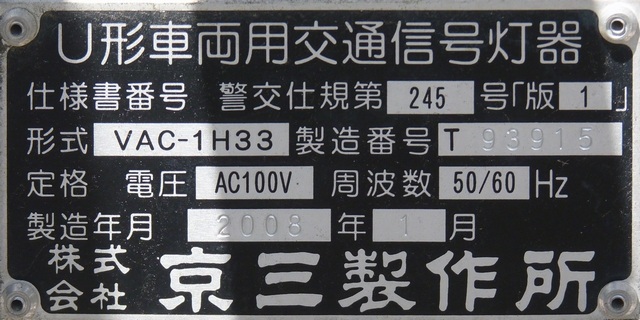 U形車両用交通信号灯器
仕様書番号 警交仕規第 245 号「版 1 」
形式 VAC-1H33 製造番号 T 93915
定格 電圧 AC100V 周波数 50/60 Hz
製造年月 2008 年 1 月
株式会社 京三製作所